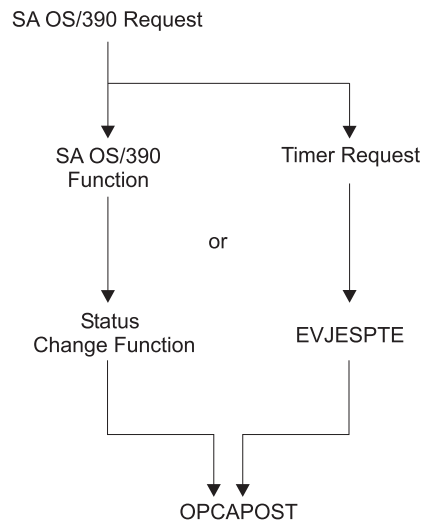 SA OS/390 Request
SA OS/390
Function
Timer Request
or
Status
Change Function
EVJESPTE
OPCAPOST